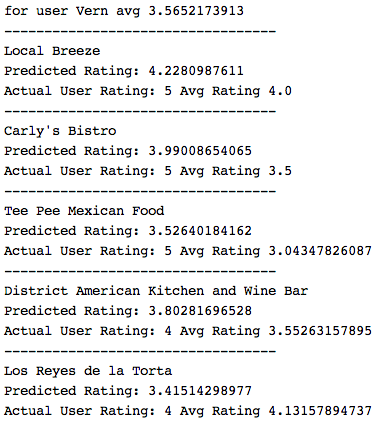 for user Vern avg 3.5652173913
----------------------------------
Local Breeze
Predicted Rating: 4.2280987611
Actual User Rating: 5 Avg Rating 4.0
----------------------------------
Carly's Bistro
Predicted Rating: 3.99008654065
Actual User Rating: 5 Avg Rating 3.5
----------------------------------
Tee Pee Mexican Food
Predicted Rating: 3.52640184162
Actual User Rating: 5 Avg Rating 3.04347826087
----------------------------------
District American Kitchen and Wine Bar
Predicted Rating: 3.80281696528
Actual User Rating: 4 Avg Rating 3.55263157895
----------------------------------
Los Reyes de la Torta
Predicted Rating: 3.41514298977
Actual User Rating: 4 Avg Rating 4.13157894737